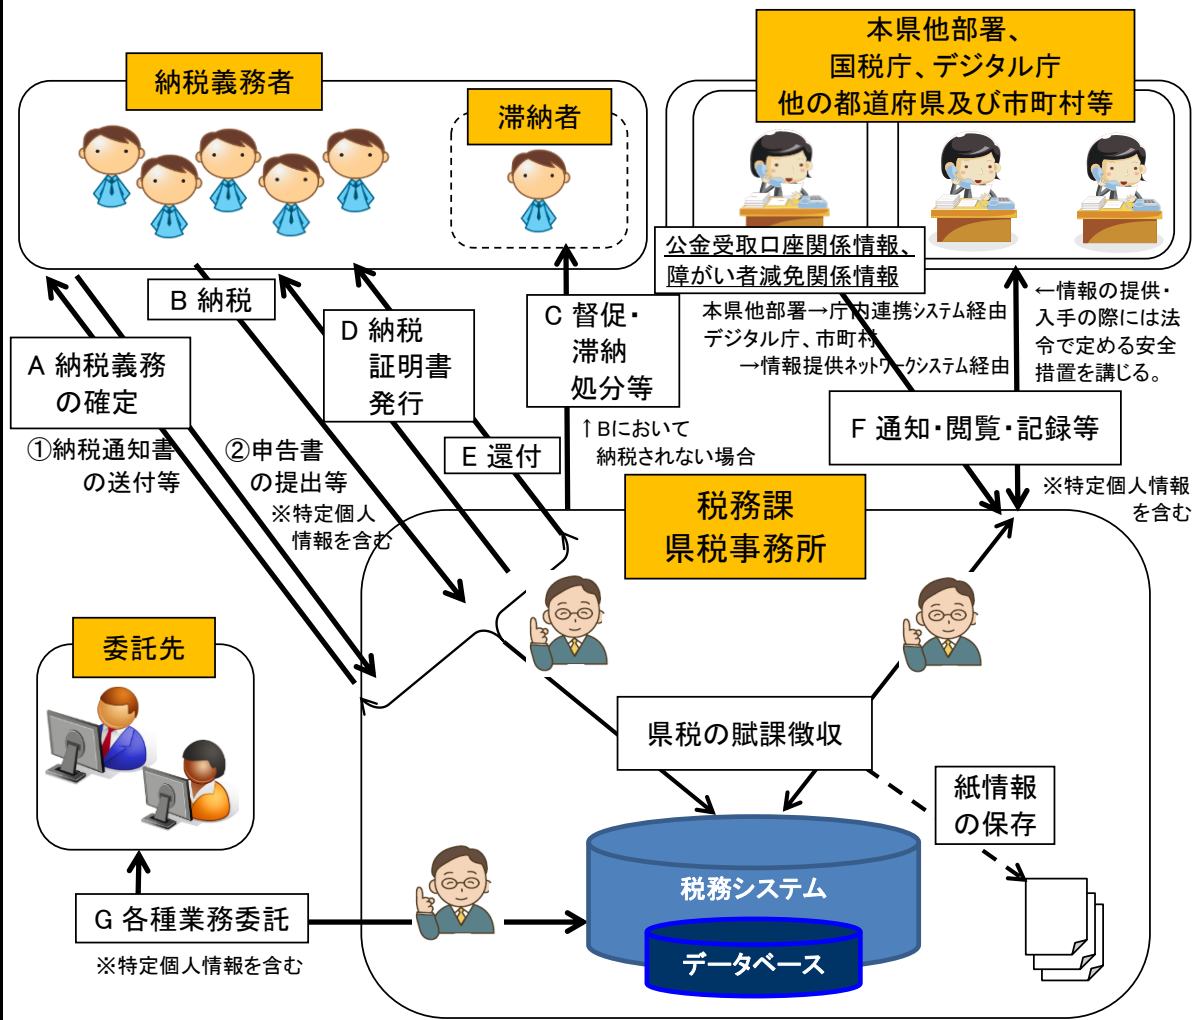 本県他部署、
国税庁、デジタル庁
他の都道府県及び市町村等
納税義務者
滞納者
公金受取口座関係情報、
障がい者減免関係情報
B 納税
D 納税
証明書
発行
C 督促・
滞納
処分等
本県他部署→庁内連携システム経由
デジタル庁、市町村
→情報提供ネットワークシステム経由
←情報の提供・
入手の際には法
令で定める安全
措置を講じる。
A 納税義務
の確定
①納税通知書
の送付等
②申告書
の提出等
※特定個人
情報を含む
E 還付
↑Bにおいて
納税されない場合
F 通知・閲覧・記録等
※特定個人情報
を含む
税務課
県税事務所
委託先
県税の賦課徴収
紙情報
の保存
税務システム
データベース
G 各種業務委託
※特定個人情報を含む